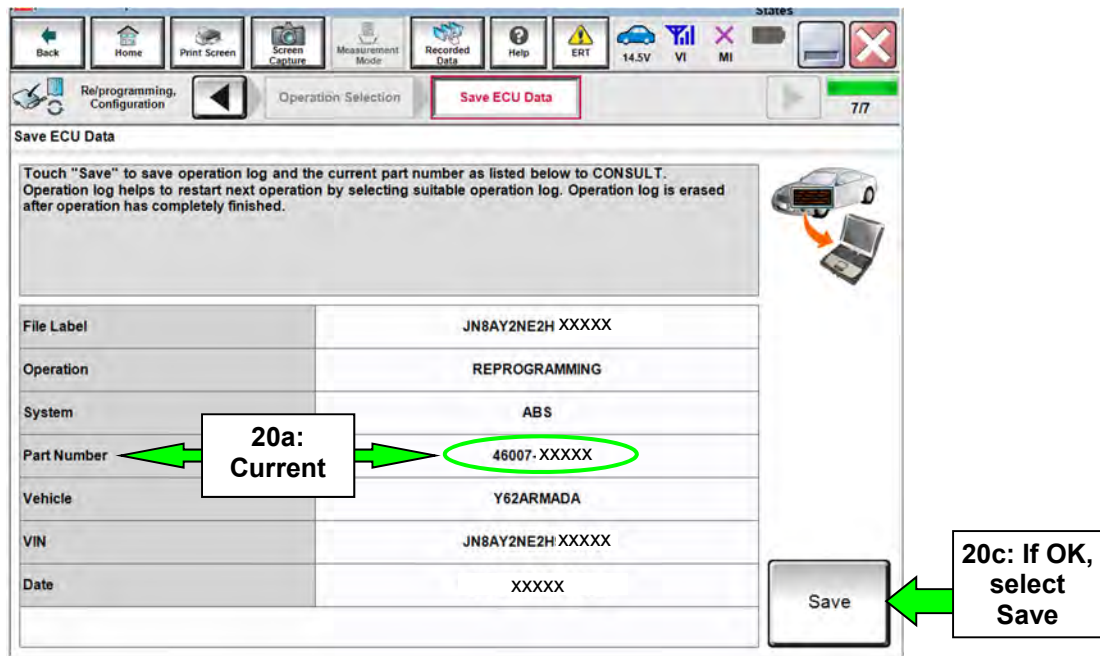 States
Back
Home
Print Screen
Screen Capture
Measurement Mode
Recorded Data
Help
ERT
14.5V
VI
MI
Re/programming, Configuration
Operation Selection
Save ECU Data
7/7
Save ECU Data
Touch "Save" to save operation log and the current part number as listed below to CONSULT.
Operation log helps to restart next operation by selecting suitable operation log. Operation log is erased
after operation has completely finished.
File Label
JN8AY2NE2H XXXXX
Operation
REPROGRAMMING
System
ABS
20a:
Current
Part Number
46007- XXXXX
Vehicle
Y62ARMADA
VIN
JN8AY2NE2H XXXXX
Date
XXXXX
Save
20c: If OK,
select
Save